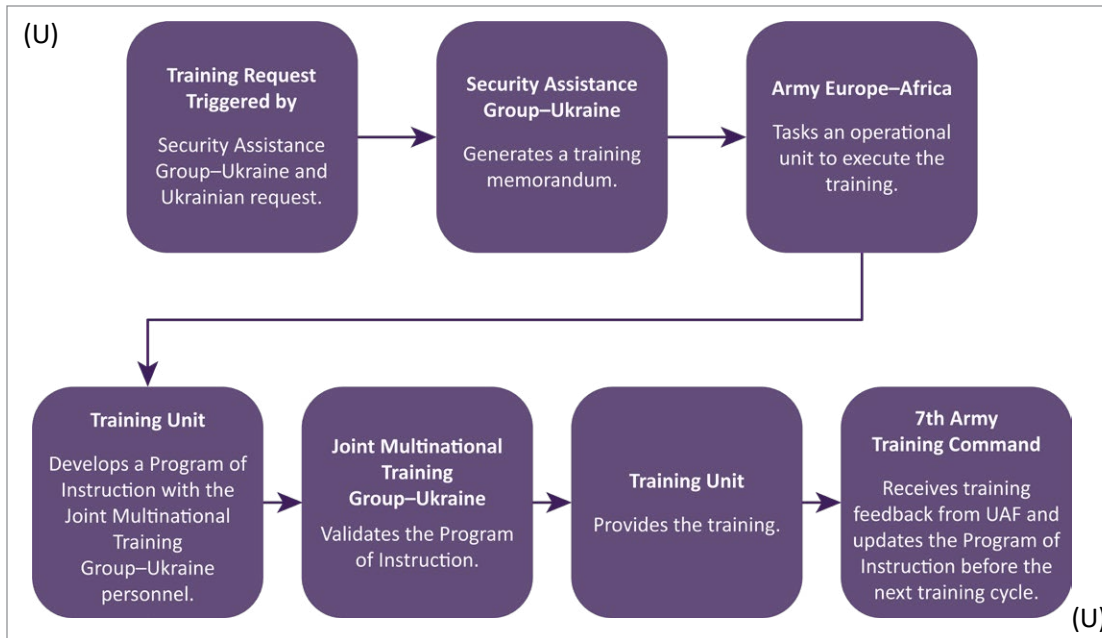 (U)
Training Request
Triggered by
Security Assistance
Group–Ukraine and
Ukrainian request.
Security Assistance
Group–Ukraine
Generates a training
memorandum.
Army Europe–Africa
Tasks an operational
unit to execute the
training.
Training Unit
Develops a Program of
Instruction with the
Joint Multinational
Training
Group–Ukraine
personnel.
Joint Multinational
Training
Group–Ukraine
Validates the Program
of Instruction.
Training Unit
Provides the training.
7th Army
Training Command
Receives training
feedback from UAF and
updates the Program of
Instruction before the
next training cycle.
(U)